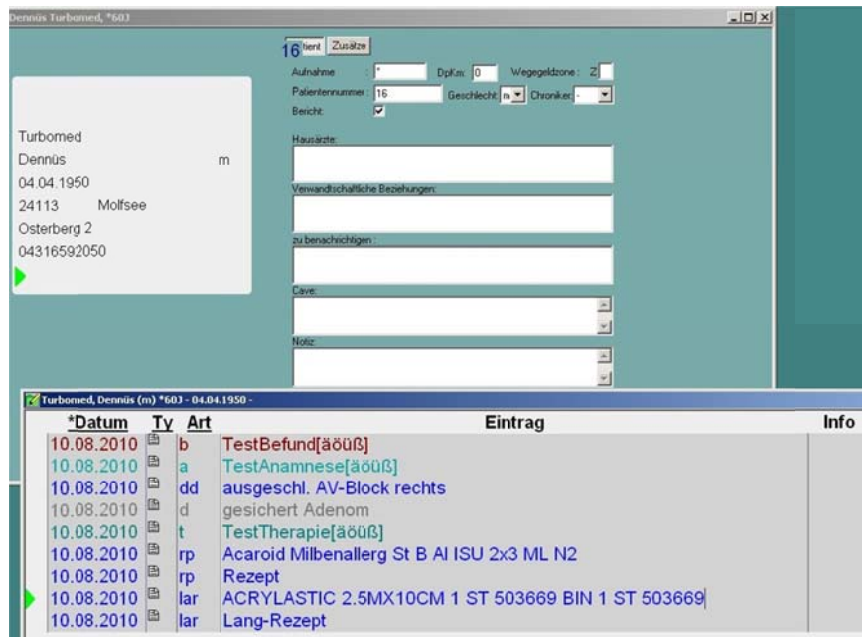 Dennüs Turbomed, *60J
16 tient Zusätze
Aufnahme : * DpKm: 0 Wegegeldzone : Z
Patientennummer: 16 Geschlecht: m Chroniker: -
Bericht:
Turbomed
Dennüs m
04.04.1950
24113 Molfsee
Osterberg 2
04316592050
Hausärzte:
Verwandtschaftliche Beziehungen:
zu benachrichtigen :
Cave:
Notiz:
Turbomed, Dennüs (m) *60J - 04.04.1950 -
*Datum Ty Art Eintrag Info
10.08.2010 b TestBefund[äöüß]
10.08.2010 a TestAnamnese[äöüß]
10.08.2010 dd ausgeschl. AV-Block rechts
10.08.2010 d gesichert Adenom
10.08.2010 t TestTherapie[äöüß]
10.08.2010 rp Acaroid Milbenallerg St B Al ISU 2x3 ML N2
10.08.2010 rp Rezept
10.08.2010 lar ACRYLASTIC 2.5MX10CM 1 ST 503669 BIN 1 ST 503669
10.08.2010 lar Lang-Rezept